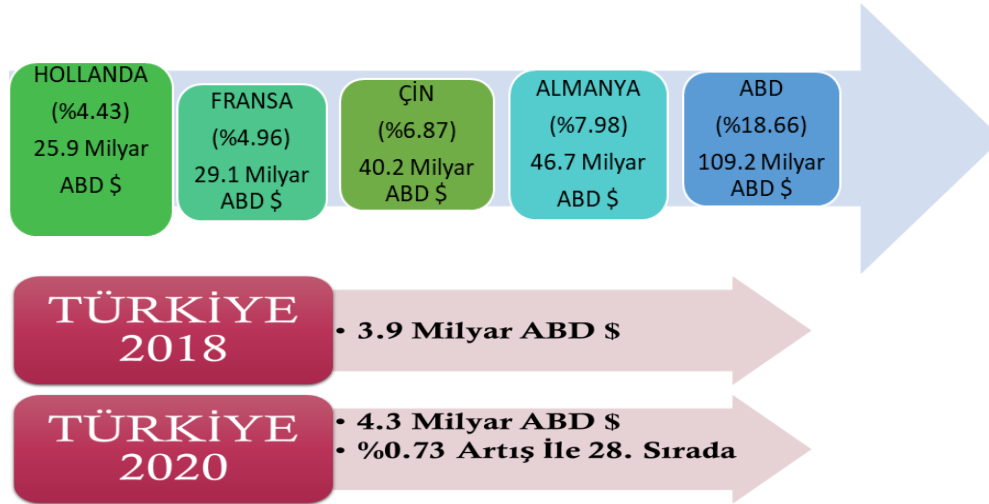 HOLLANDA
(%4.43)
25.9 Milyar
ABD $
FRANSA
(%4.96)
29.1 Milyar
ABD $
ÇİN
(%6.87)
40.2 Milyar
ABD $
ALMANYA
(%7.98)
46.7 Milyar
ABD $
ABD
(%18.66)
109.2 Milyar
ABD $
TÜRKİYE
2018
• 3.9 Milyar ABD $
TÜRKİYE
2020
• 4.3 Milyar ABD $
• %0.73 Artış İle 28. Sırada